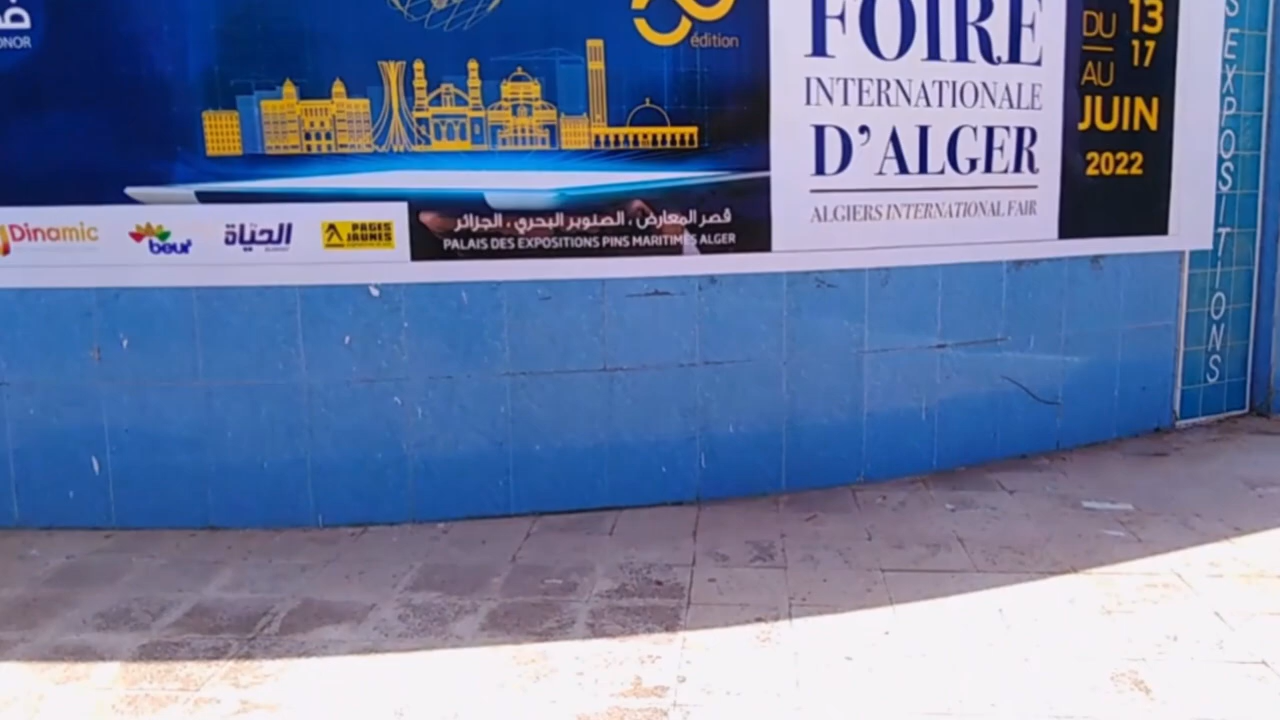 édition
FOIRE
INTERNATIONALE
D'ALGER
ALGIERS INTERNATIONAL FAIR
DU 13
AU 17
JUIN
2022
Dinamic
beur
الحياة
PAGES
JAUNES
قصر المعارض ، الصنوبر البحري ، الجزائر
PALAIS DES EXPOSITIONS PINS MARITIMES ALGER
S EXPOSITIONS